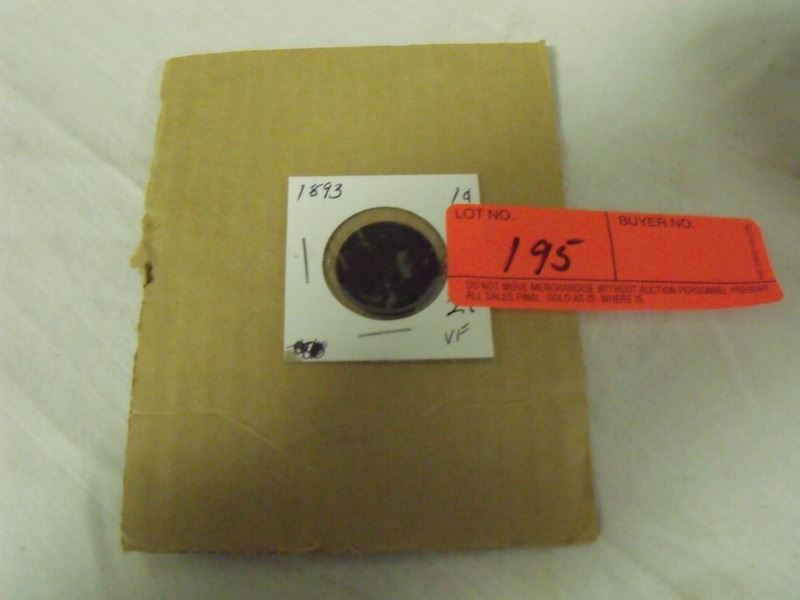 1893
1¢
LOT NO.
BUYER NO.
195
DO NOT MOVE MERCHANDISE WITHOUT AUCTION PERSONNEL PRESENT
ALL SALES FINAL SOLD AS IS WHERE IS
VF